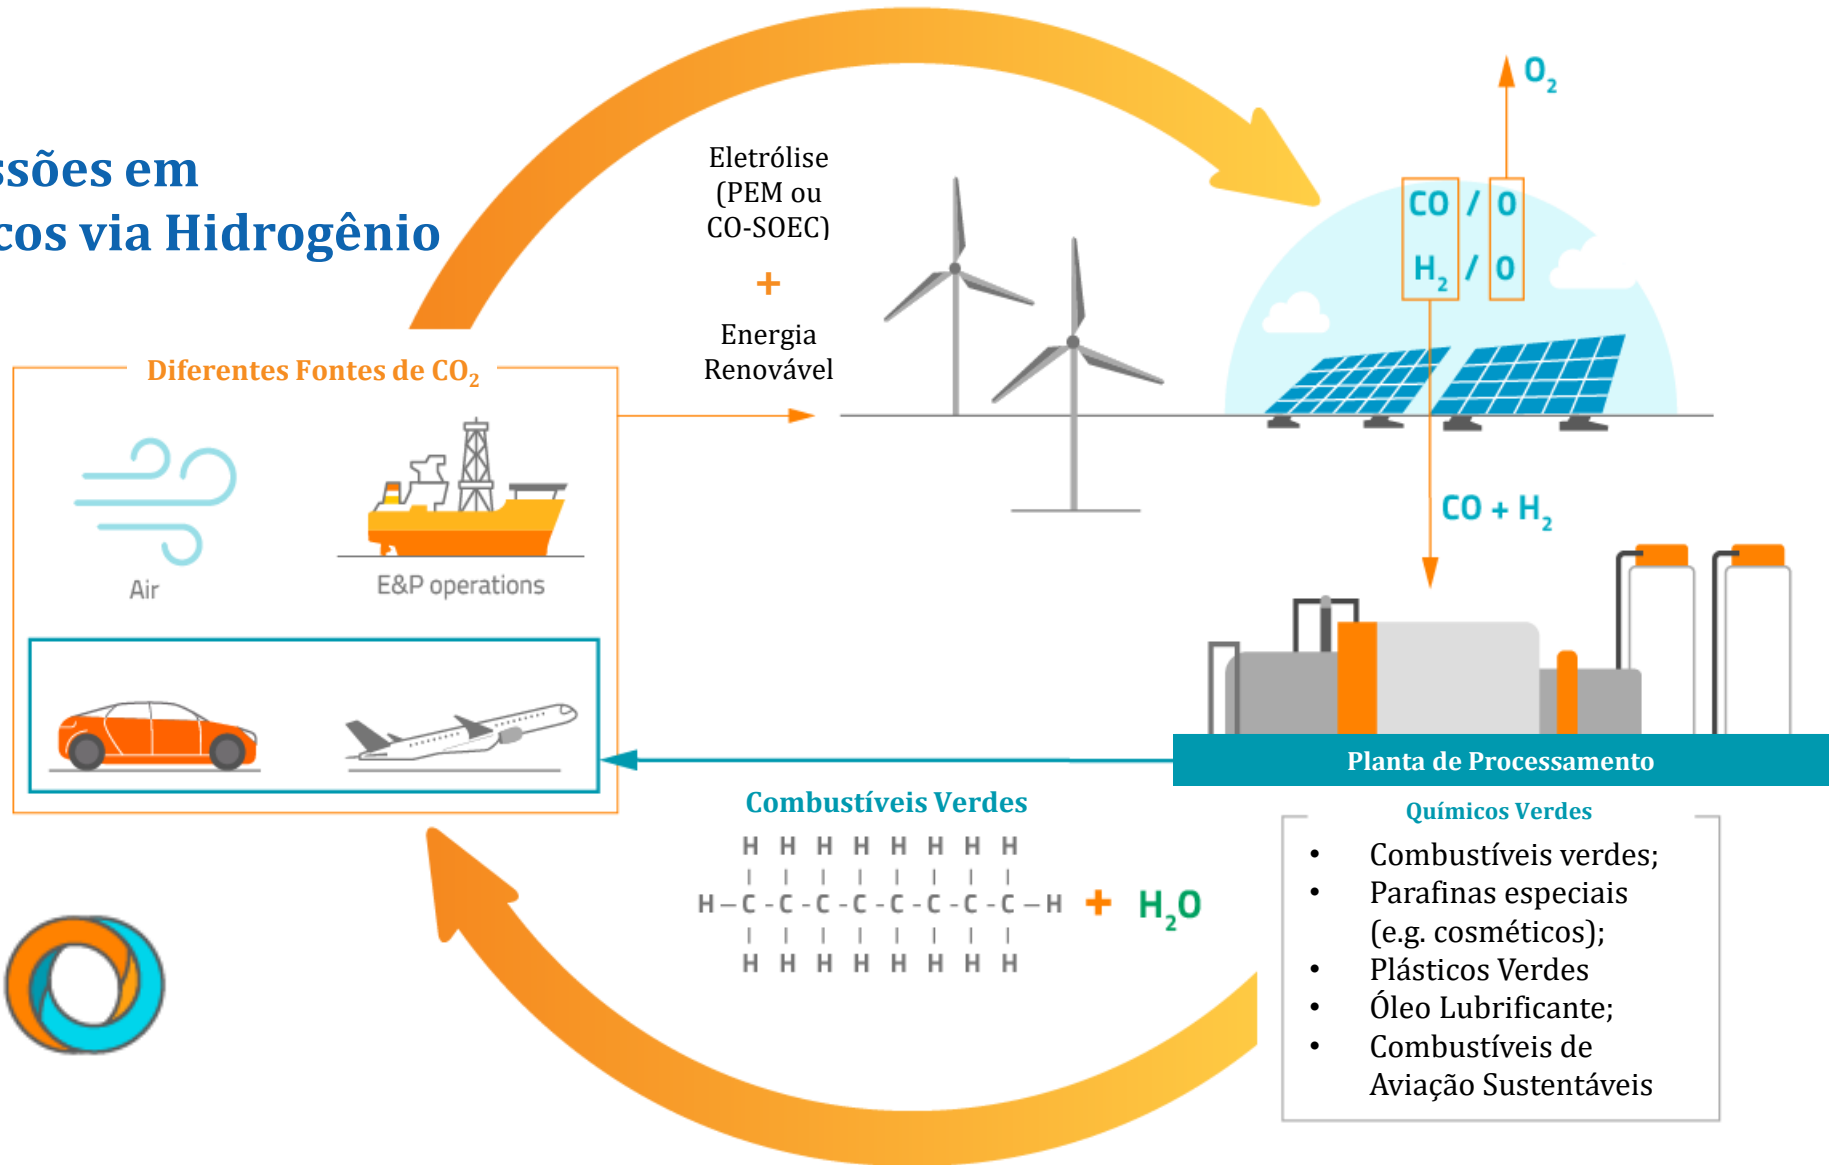 ssões em
cos via Hidrogênio
Diferentes Fontes de CO₂
Air
E&P operations
Eletrólise
(PEM ou
CO-SOEC)
+
Energia
Renovável
O₂
CO / O
H₂ / O
CO + H₂
Planta de Processamento
Químicos Verdes
• Combustíveis verdes;
• Parafinas especiais
(e.g. cosméticos);
• Plásticos Verdes
• Óleo Lubrificante;
• Combustíveis de
Aviação Sustentáveis
Combustíveis Verdes
H H H H H H H H
H-C-C-C-C-C-C-C-C-H + H₂O
H H H H H H H H